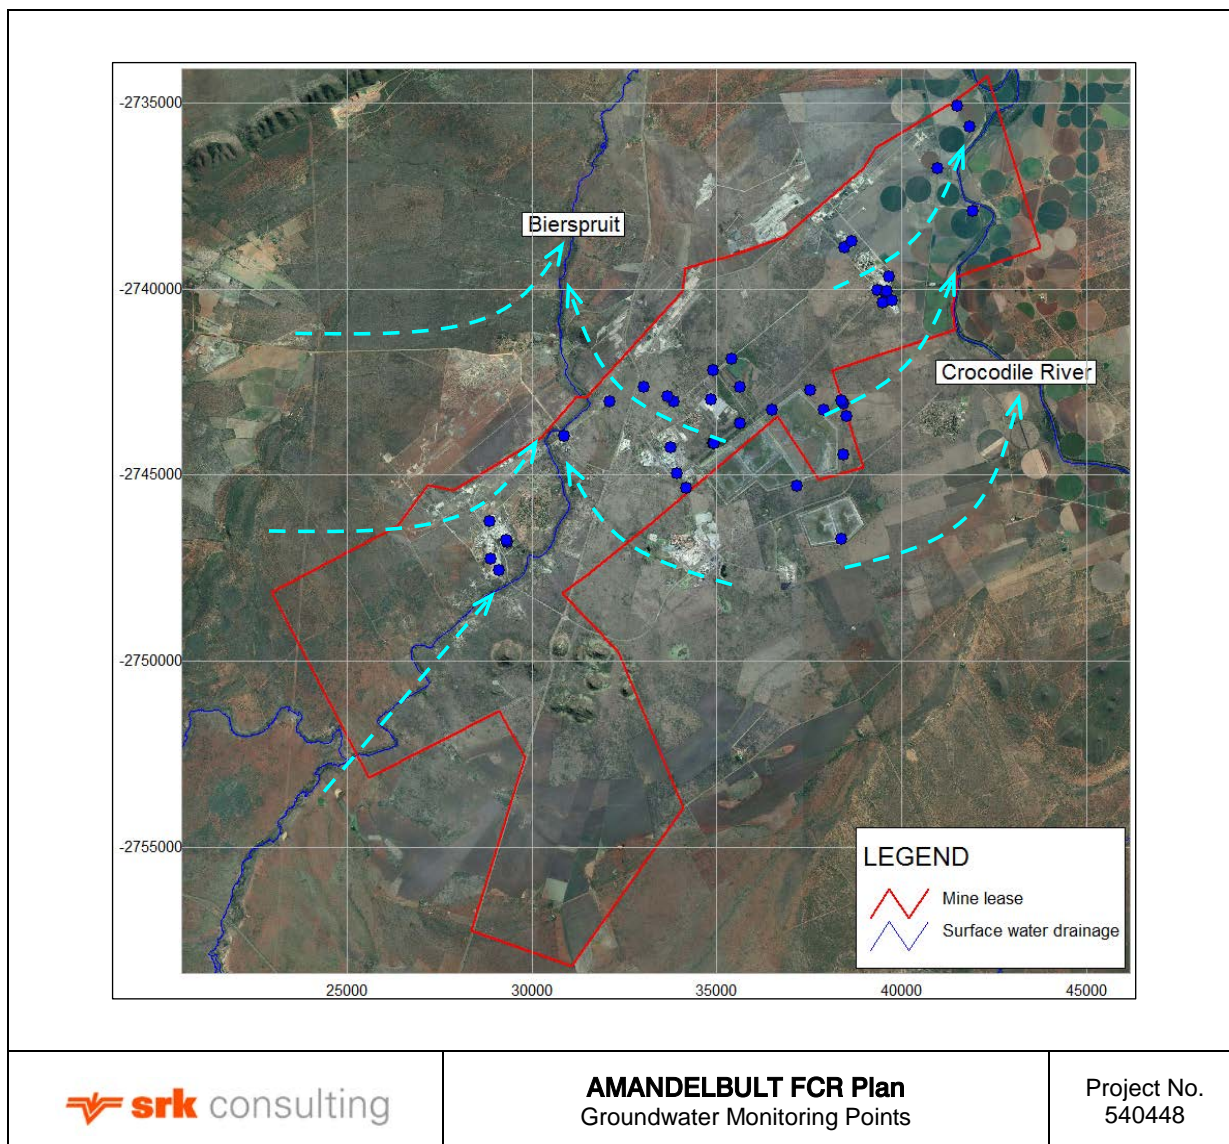 -2735000
Bierspruit
-2740000
Crocodile River
-2745000
-2750000
-2755000
LEGEND
Mine lease
Surface water drainage
25000
30000
35000
40000
45000
srk consulting
AMANDELBULT FCR Plan
Groundwater Monitoring Points
Project No.
540448